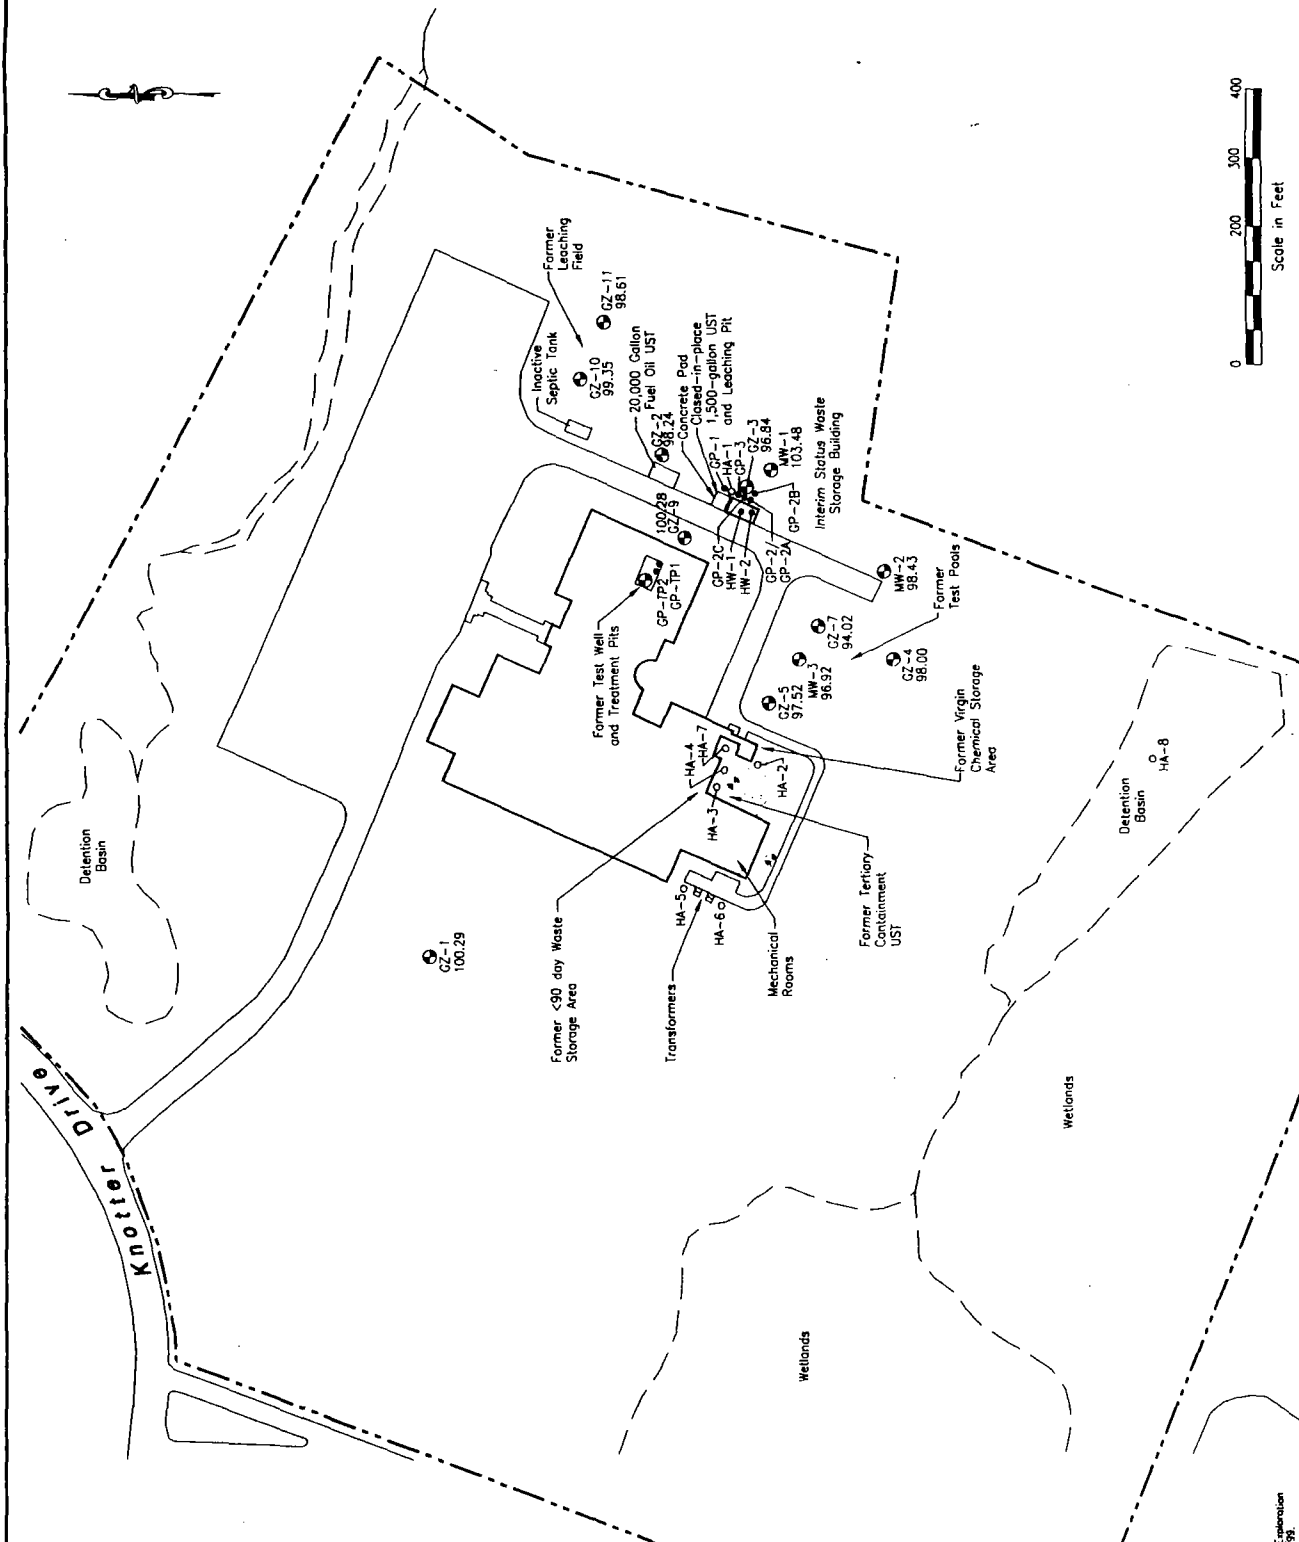 Knotter Drive
Detention
Basin
GZ-1
100.29
Former <90 day Waste
Storage Area
Transformers
HA-5
HA-6
Mechanical
Rooms
Former Tertiary
Containment
UST
HA-3
HA-4
HA-7
HA-2
Former Virgin
Chemical Storage
Area
Former Test Well
and Treatment Pits
GP-TP2
GP-TP1
100.28
GZ-9
Inactive
Septic Tank
Former
Leaching
Field
GZ-10
99.35
GZ-11
98.61
20,000 Gallon
Fuel Oil UST
GZ-2
98.24
Concrete Pad
Closed-in-place
1,500-gallon UST
and Leaching Pit
GP-1
HA-1
GP-3
GZ-3
96.84
MW-1
103.48
GP-2C
HW-1
HW-2
GP-2/
GP-2A
GP-2B
Interim Status Waste
Storage Building
MW-2
98.43
Former
Test Pools
GZ-7
94.02
GZ-4
98.00
MW-3
96.92
GZ-5
97.52
Detention
Basin
HA-8
Wetlands
Wetlands
0 200 300 400
Scale in Feet
Exploration
99.